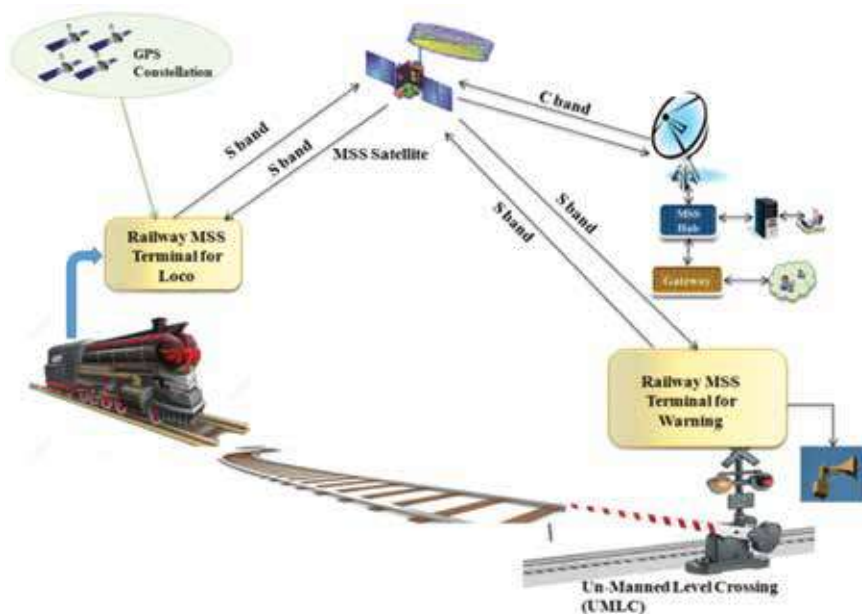 GPS
Constellation
S band
S band
MSS Satellite
C band
S band
S band
MSS
Hub
Gateway
Railway MSS
Terminal for
Loco
Railway MSS
Terminal for
Warning
Un-Manned Level Crossing
(UMLC)